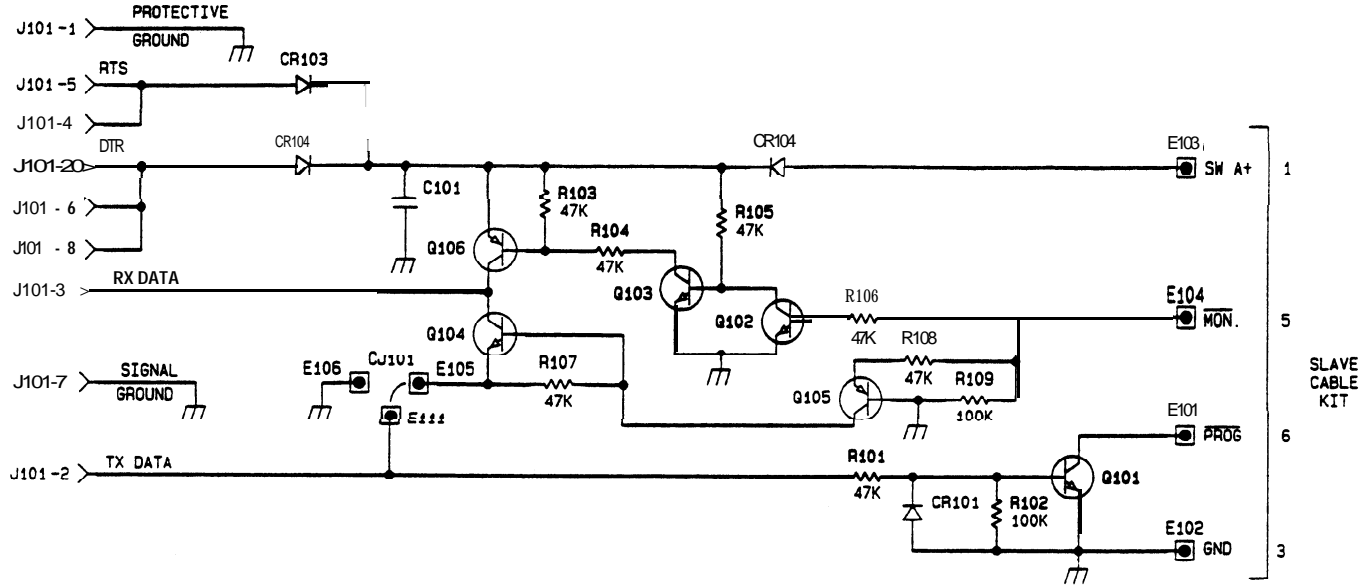 J101-1
PROTECTIVE
GROUND
CR103
J101-5
RTS
J101-4
DTR
J101-20
CR104
CR104
E103
SW A+
1
J101 - 6
J101 - 8
C101
R103
47K
R105
47K
Q106
R104
47K
J101-3
RX DATA
Q103
Q102
R106
47K
E104
MON.
5
Q104
R108
47K
E106
CJ101
E105
R107
47K
R109
100K
J101-7
SIGNAL
GROUND
Q105
SLAVE
CABLE
KIT
E111
E101
PROG
6
J101-2
TX DATA
R101
47K
Q101
CR101
R102
100K
E102
GND
3